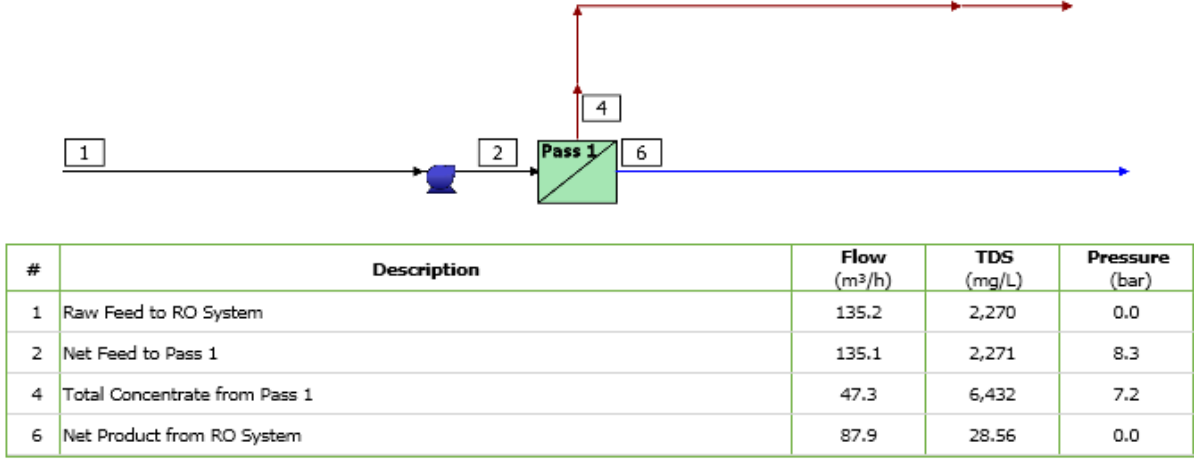 4
1
2
Pass 1
6
# Description Flow (m³/h) TDS (mg/L) Pressure (bar)
1 Raw Feed to RO System 135.2 2,270 0.0
2 Net Feed to Pass 1 135.1 2,271 8.3
4 Total Concentrate from Pass 1 47.3 6,432 7.2
6 Net Product from RO System 87.9 28.56 0.0